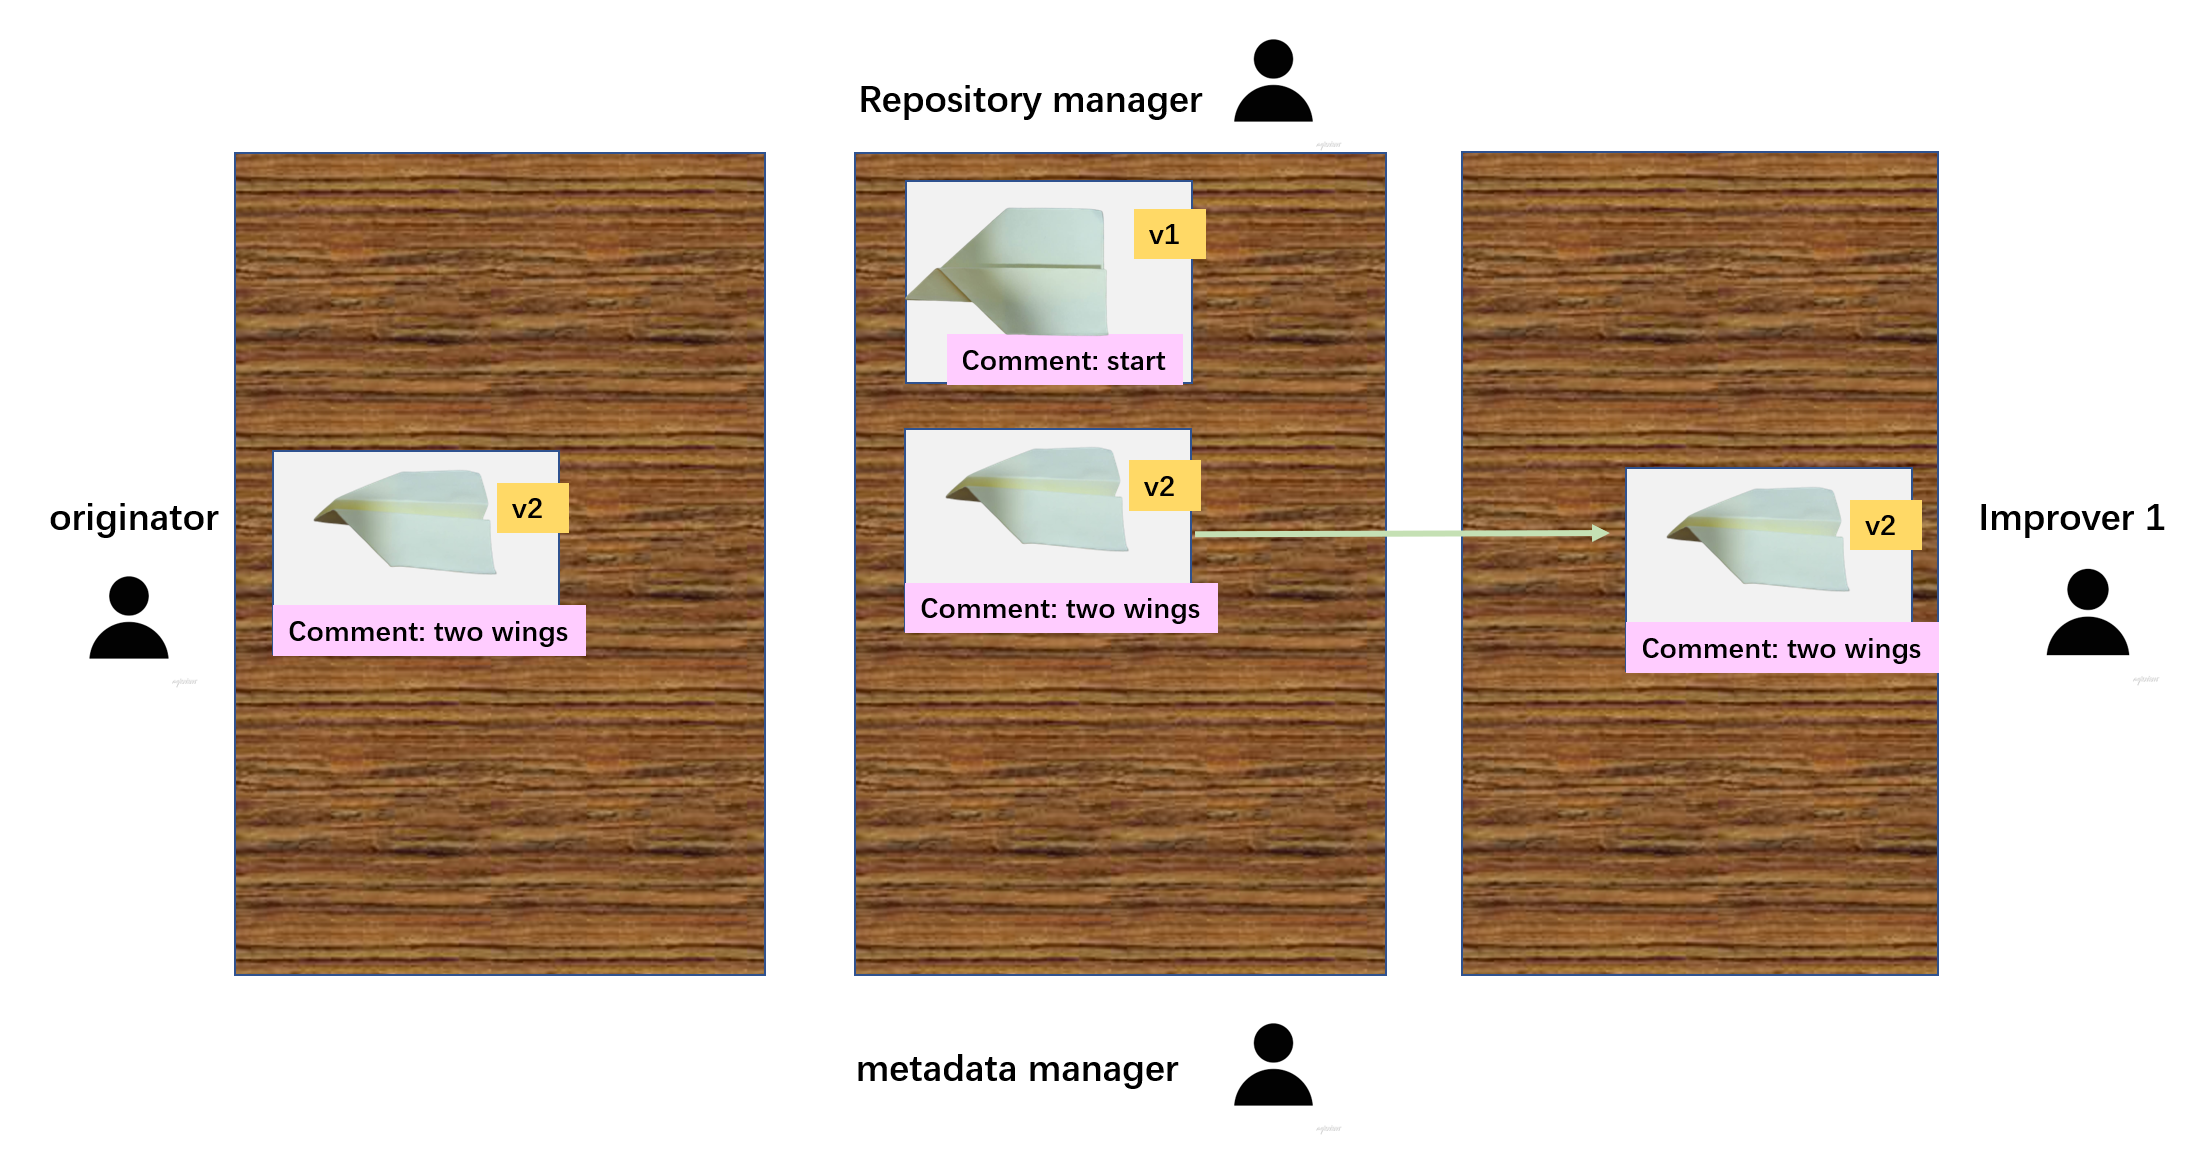 Repository manager
v1
Comment: start
originator
v2
Comment: two wings
v2
Comment: two wings
v2
Comment: two wings
Improver 1
metadata manager